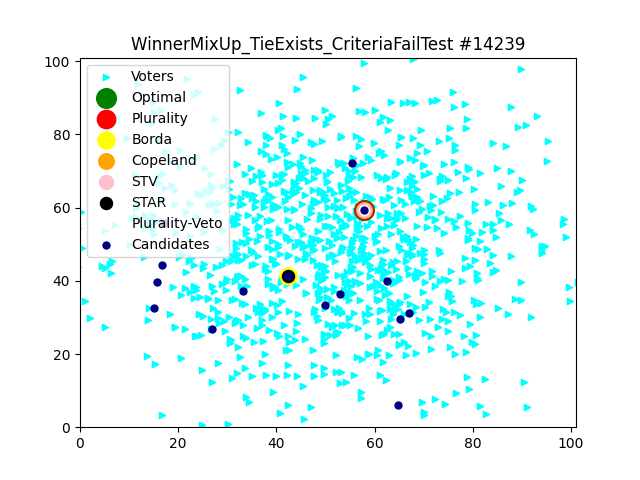 WinnerMixUp_TieExists_CriteriaFailTest #14239
Voters
Optimal
Plurality
Borda
Copeland
STV
STAR
Plurality-Veto
Candidates
100
80
60
40
20
0
0 20 40 60 80 100